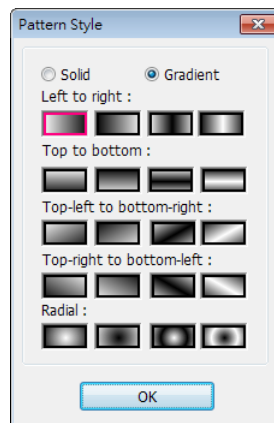 Pattern Style
Solid
Gradient
Left to right :
Top to bottom :
Top-left to bottom-right :
Top-right to bottom-left :
Radial :
OK